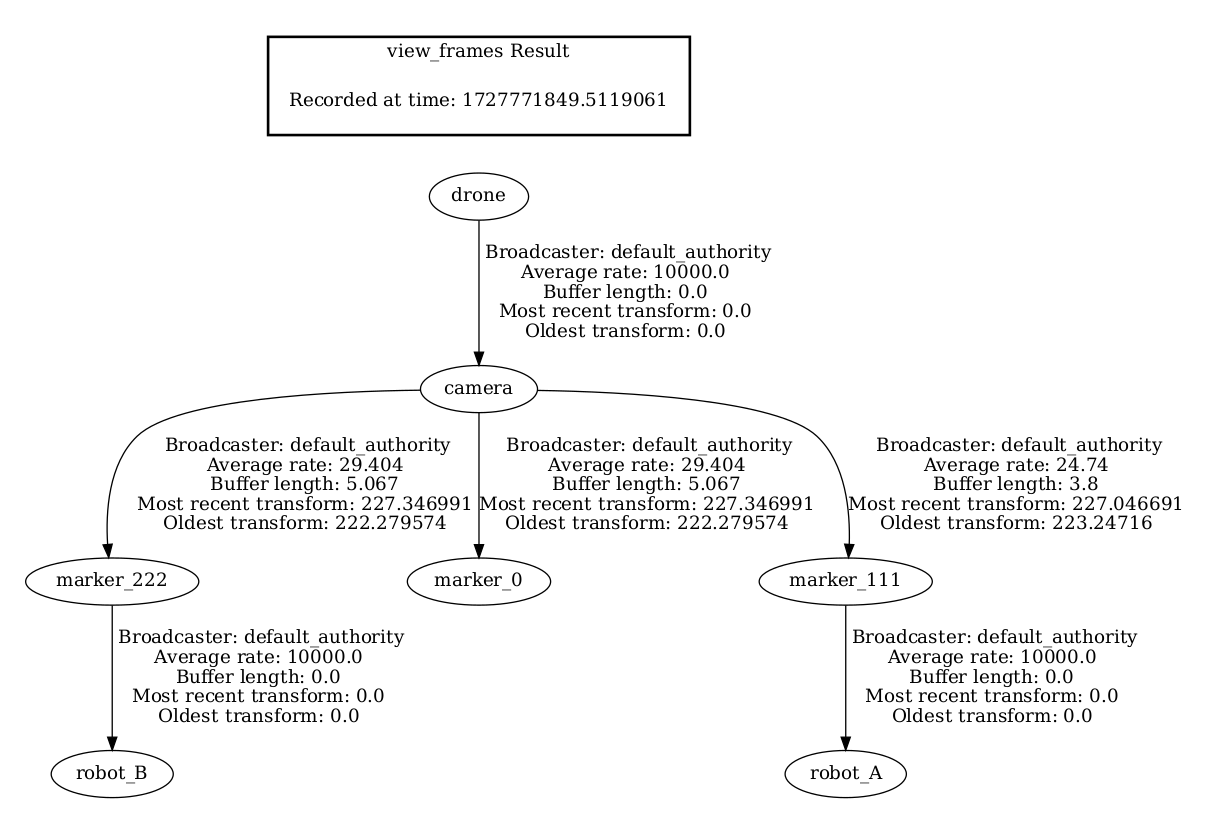 view_frames Result
Recorded at time: 1727771849.5119061
drone
Broadcaster: default_authority
Average rate: 10000.0
Buffer length: 0.0
Most recent transform: 0.0
Oldest transform: 0.0
camera
Broadcaster: default_authority
Average rate: 29.404
Buffer length: 5.067
Most recent transform: 227.346991
Oldest transform: 222.279574
Broadcaster: default_authority
Average rate: 29.404
Buffer length: 5.067
Most recent transform: 227.346991
Oldest transform: 222.279574
Broadcaster: default_authority
Average rate: 24.74
Buffer length: 3.8
Most recent transform: 227.046691
Oldest transform: 223.24716
marker_222
marker_0
marker_111
Broadcaster: default_authority
Average rate: 10000.0
Buffer length: 0.0
Most recent transform: 0.0
Oldest transform: 0.0
Broadcaster: default_authority
Average rate: 10000.0
Buffer length: 0.0
Most recent transform: 0.0
Oldest transform: 0.0
robot_B
robot_A